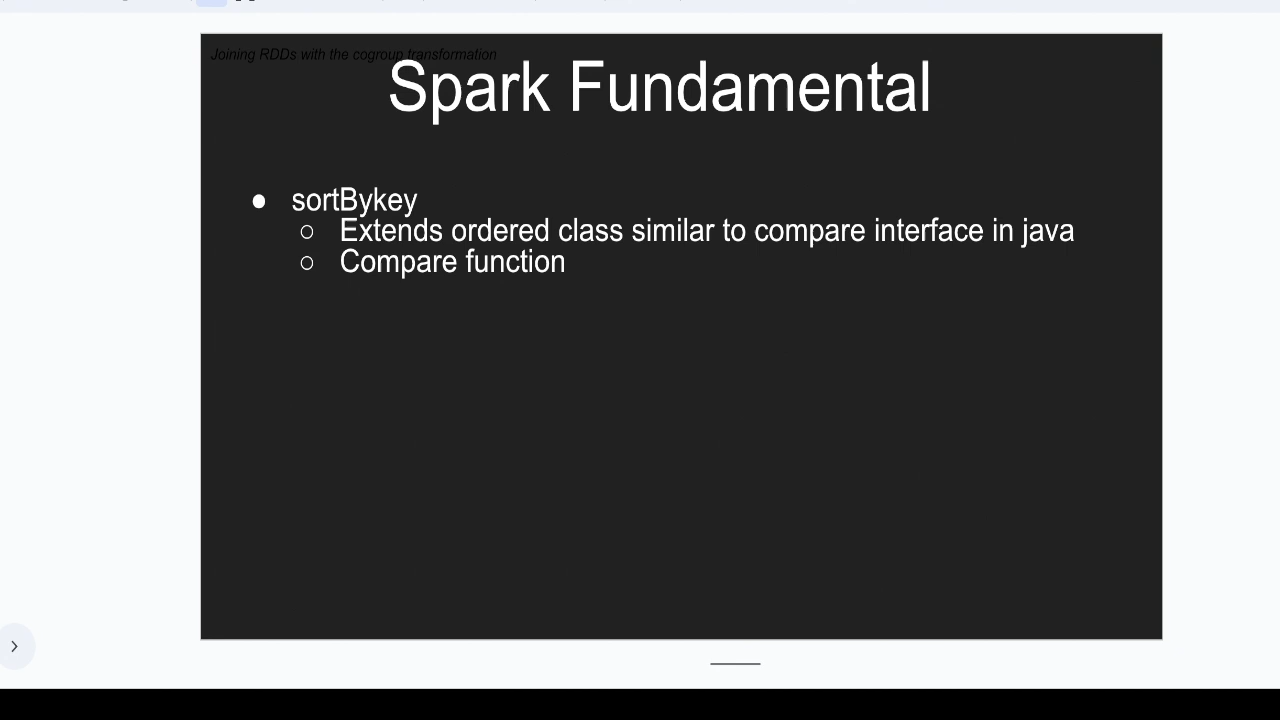 Joining RDDs with the cogroup transformation
Spark Fundamental
● sortBykey
○ Extends ordered class similar to compare interface in java
○ Compare function